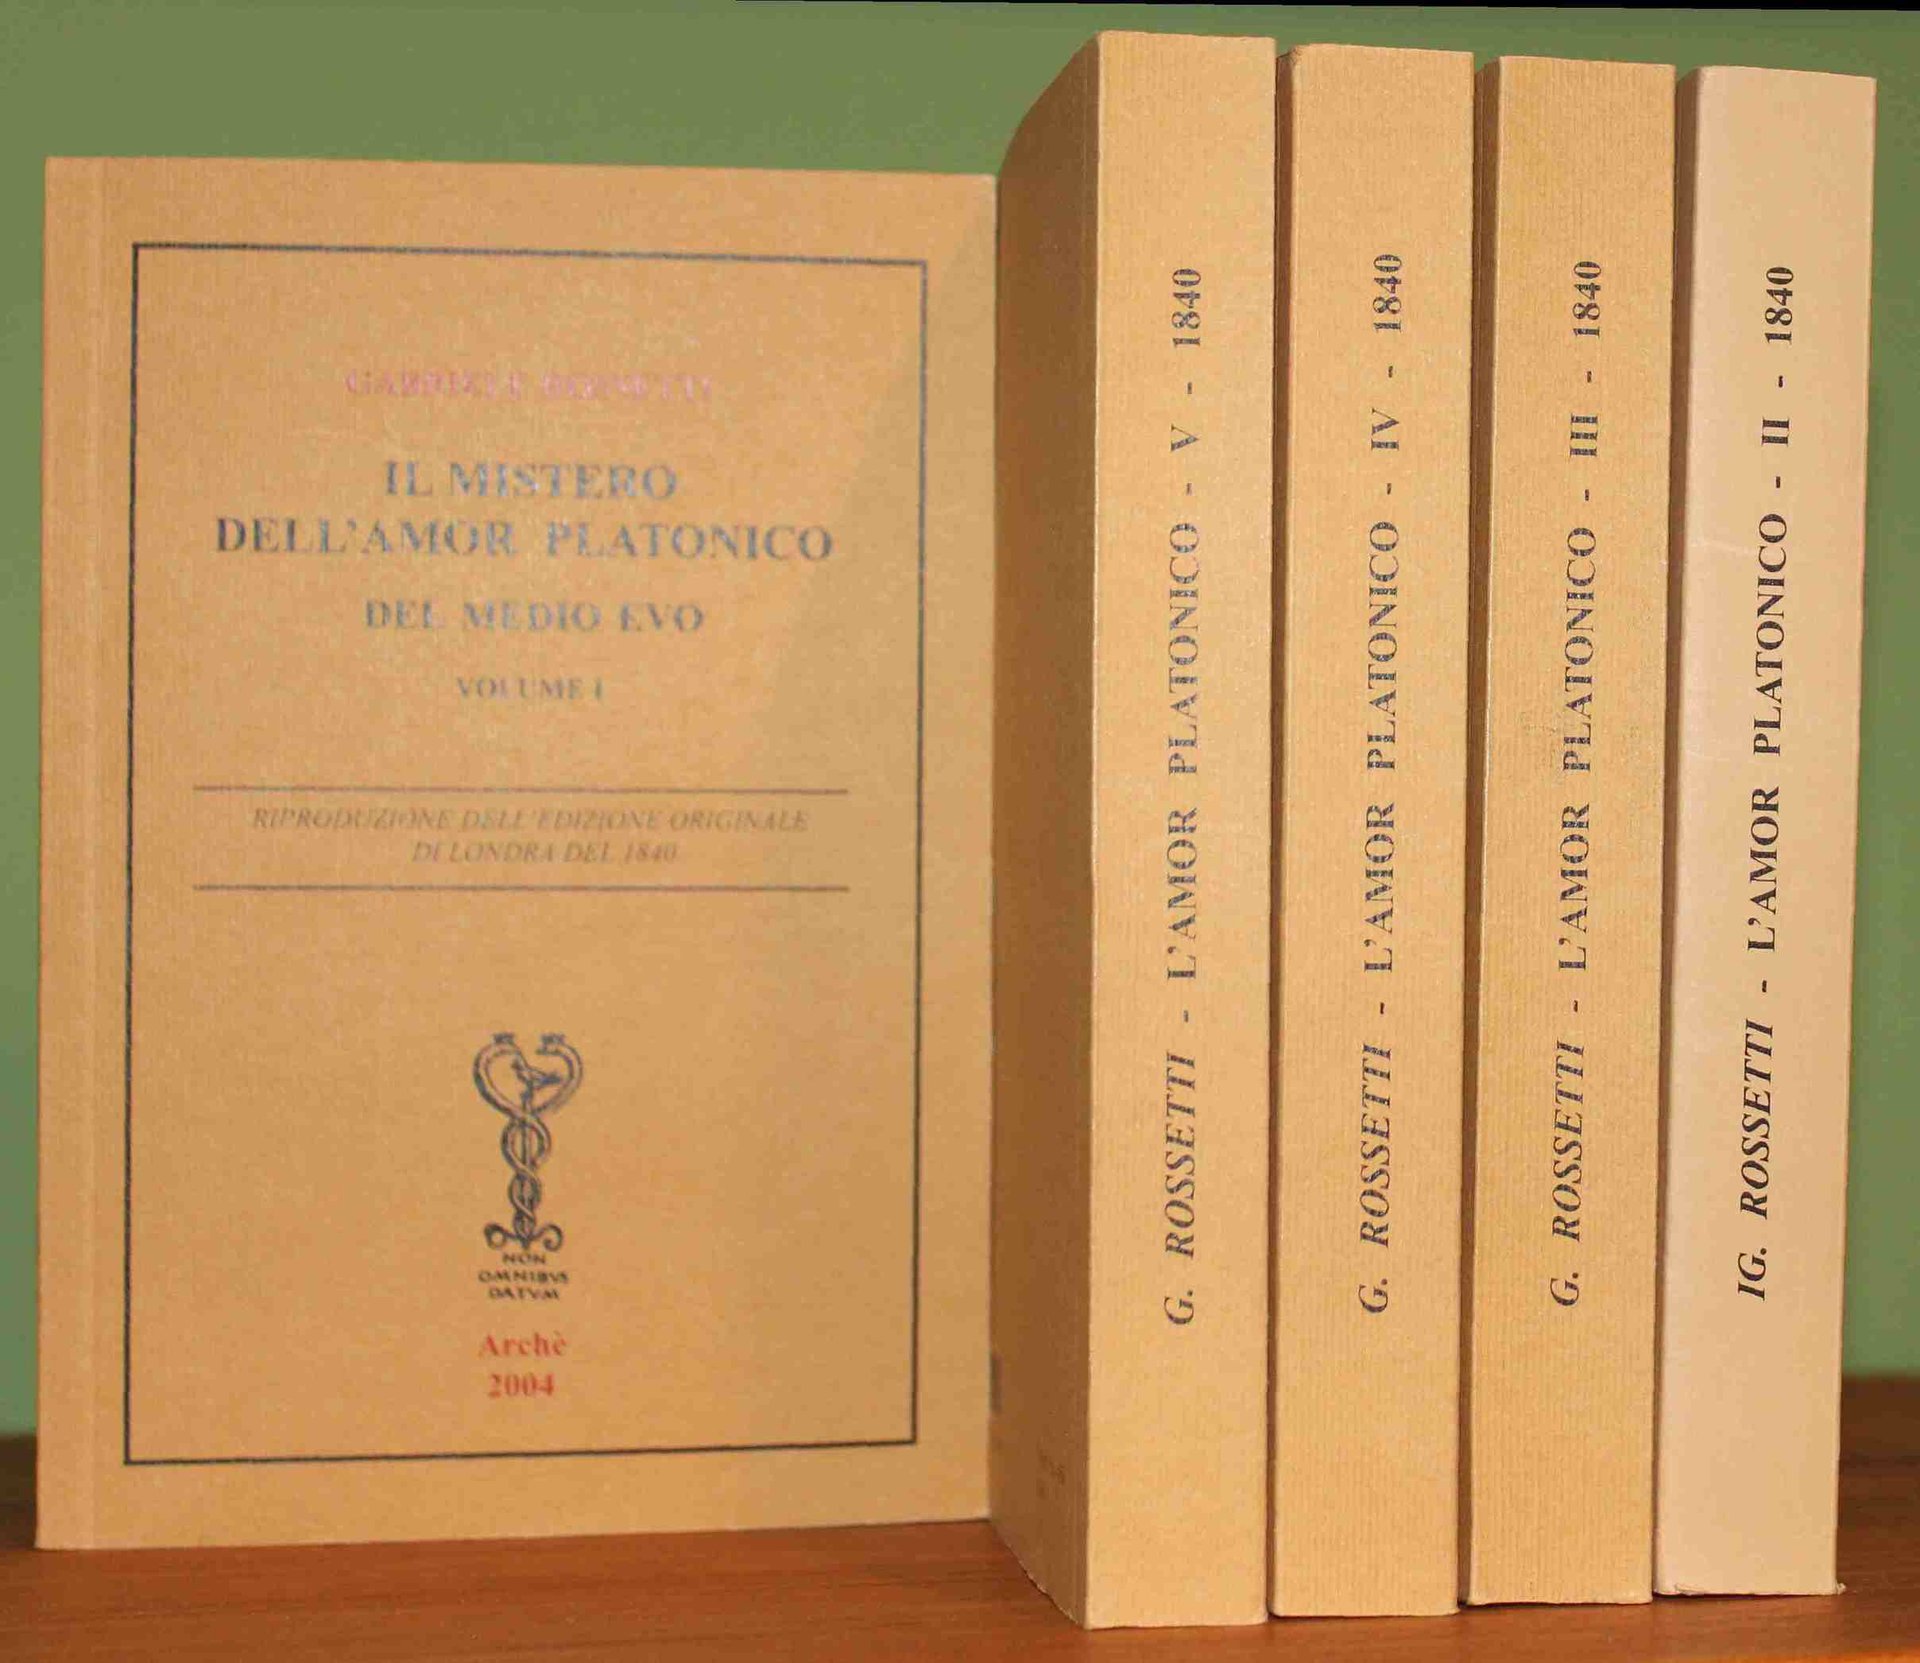 GABRIELE ROSSETTI
IL MISTERO
DELL'AMOR PLATONICO
DEL MEDIO EVO
VOLUME I
RIPRODUZIONE DELL'EDIZIONE ORIGINALE
DI LONDRA DEL 1840
NON
OMNIBVS
DATVM
Archè
2004
G. ROSSETTI - L'AMOR PLATONICO - V - 1840
G. ROSSETTI - L'AMOR PLATONICO - IV - 1840
G. ROSSETTI - L'AMOR PLATONICO - III - 1840
IG. ROSSETTI - L'AMOR PLATONICO - II - 1840